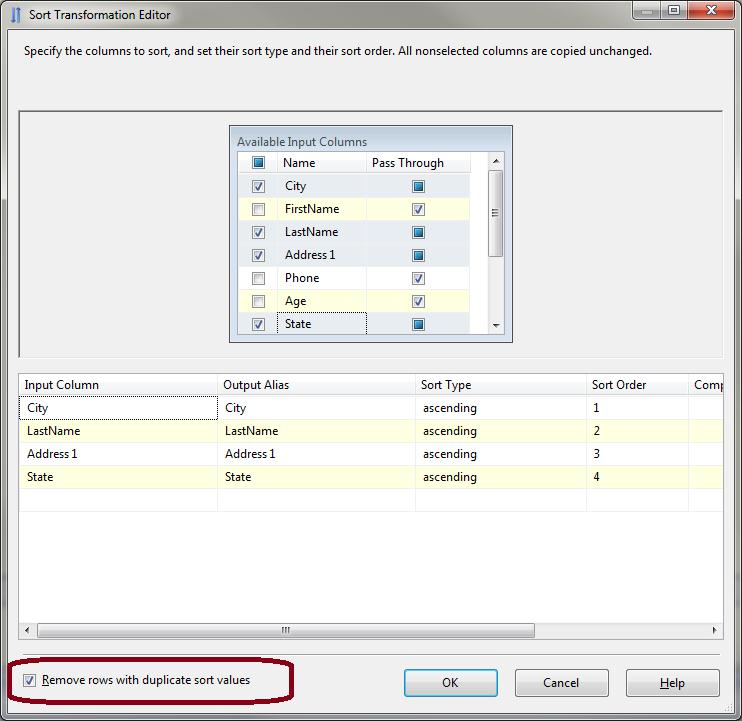 Sort Transformation Editor
Specify the columns to sort, and set their sort type and their sort order. All nonselected columns are copied unchanged.
Available Input Columns
Name Pass Through
City
FirstName
LastName
Address 1
Phone
Age
State
Input Column Output Alias Sort Type Sort Order Comp
City City ascending 1
LastName LastName ascending 2
Address 1 Address 1 ascending 3
State State ascending 4
Remove rows with duplicate sort values OK Cancel Help